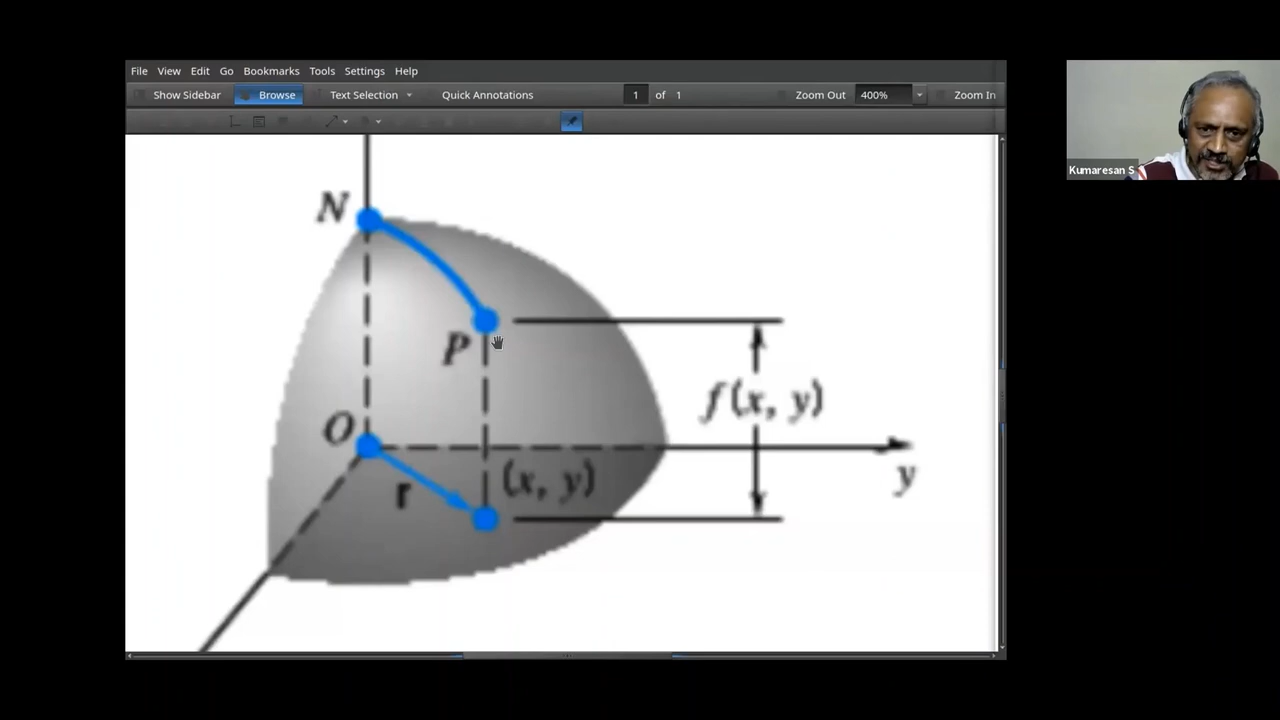 File View Edit Go Bookmarks Tools Settings Help
Show Sidebar Browse Text Selection Quick Annotations 1 of 1 Zoom Out 400% Zoom In
Kumaresan S
N
P
f(x, y)
O
r
(x, y)
y